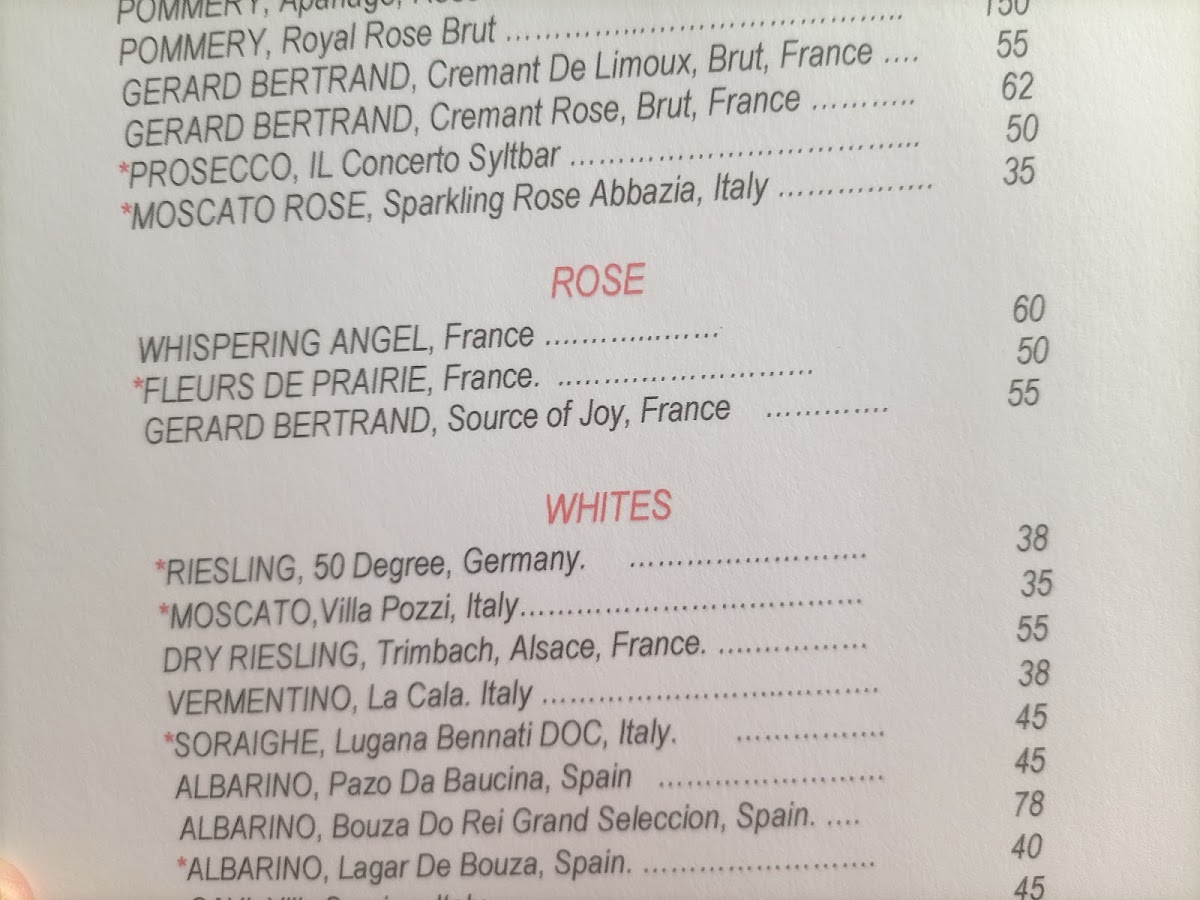 POMMERY,
POMMERY, Royal Rose Brut ........................................ 150
GERARD BERTRAND, Cremant De Limoux, Brut, France .... 55
GERARD BERTRAND, Cremant Rose, Brut, France ........... 62
*PROSECCO, IL Concerto Syltbar ..................................... 50
*MOSCATO ROSE, Sparkling Rose Abbazia, Italy ................ 35
ROSE
WHISPERING ANGEL, France ................... 60
*FLEURS DE PRAIRIE, France. ........................... 50
GERARD BERTRAND, Source of Joy, France ............. 55
WHITES
*RIESLING, 50 Degree, Germany. ......................... 38
*MOSCATO,Villa Pozzi, Italy.................................... 35
DRY RIESLING, Trimbach, Alsace, France. ................ 55
VERMENTINO, La Cala. Italy ................................... 38
*SORAIGHE, Lugana Bennati DOC, Italy. ................ 45
ALBARINO, Pazo Da Baucina, Spain ........................ 45
ALBARINO, Bouza Do Rei Grand Seleccion, Spain. .... 78
*ALBARINO, Lagar De Bouza, Spain. ......................... 40
45